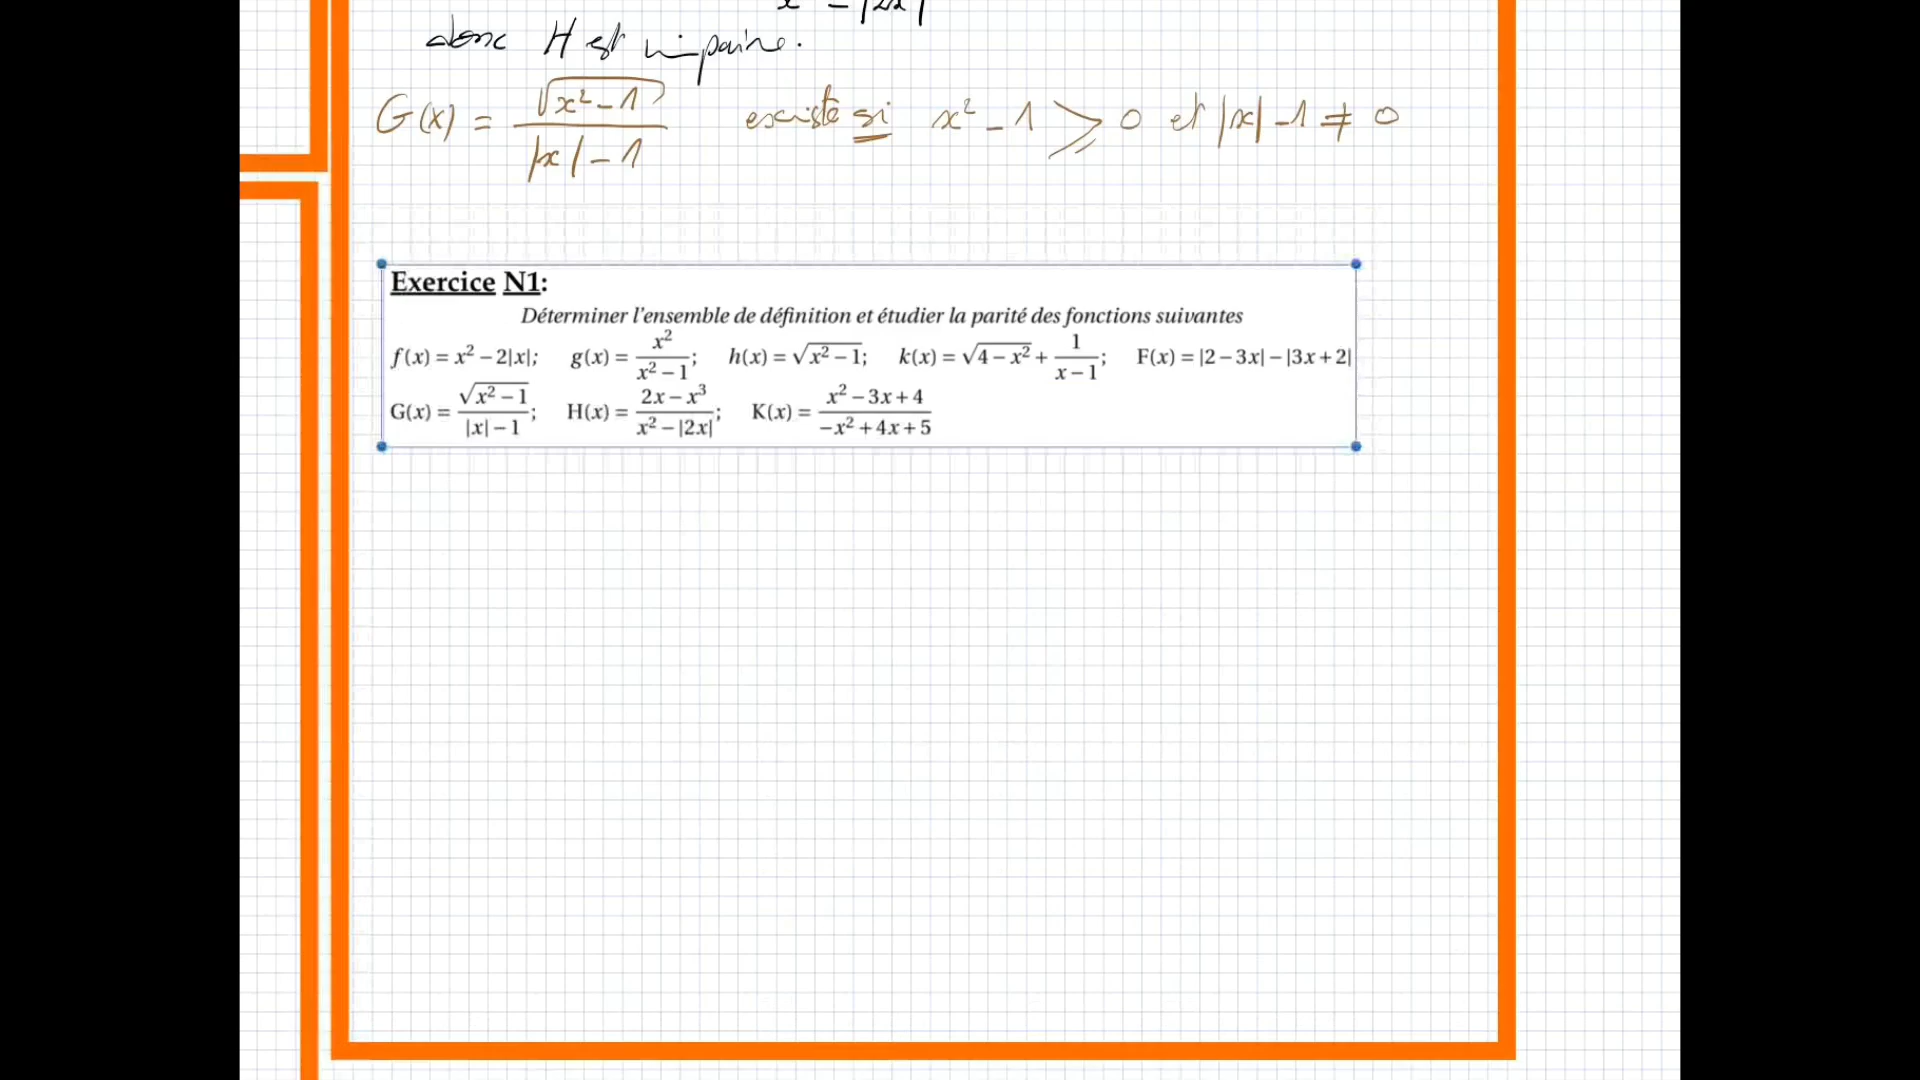 x² - |2x|
donc H est impaire.
G(x) = √(x² - 1) / (|x| - 1) existe si x² - 1 ⩾ 0 et |x| - 1 ≠ 0
Exercice N1:
Déterminer l'ensemble de définition et étudier la parité des fonctions suivantes
f(x) = x² − 2|x|; g(x) = x² / (x² − 1); h(x) = √(x² − 1); k(x) = √(4 − x²) + 1 / (x − 1); F(x) = |2 − 3x| − |3x + 2|
G(x) = √(x² − 1) / (|x| − 1); H(x) = (2x − x³) / (x² − |2x|); K(x) = (x² − 3x + 4) / (−x² + 4x + 5)